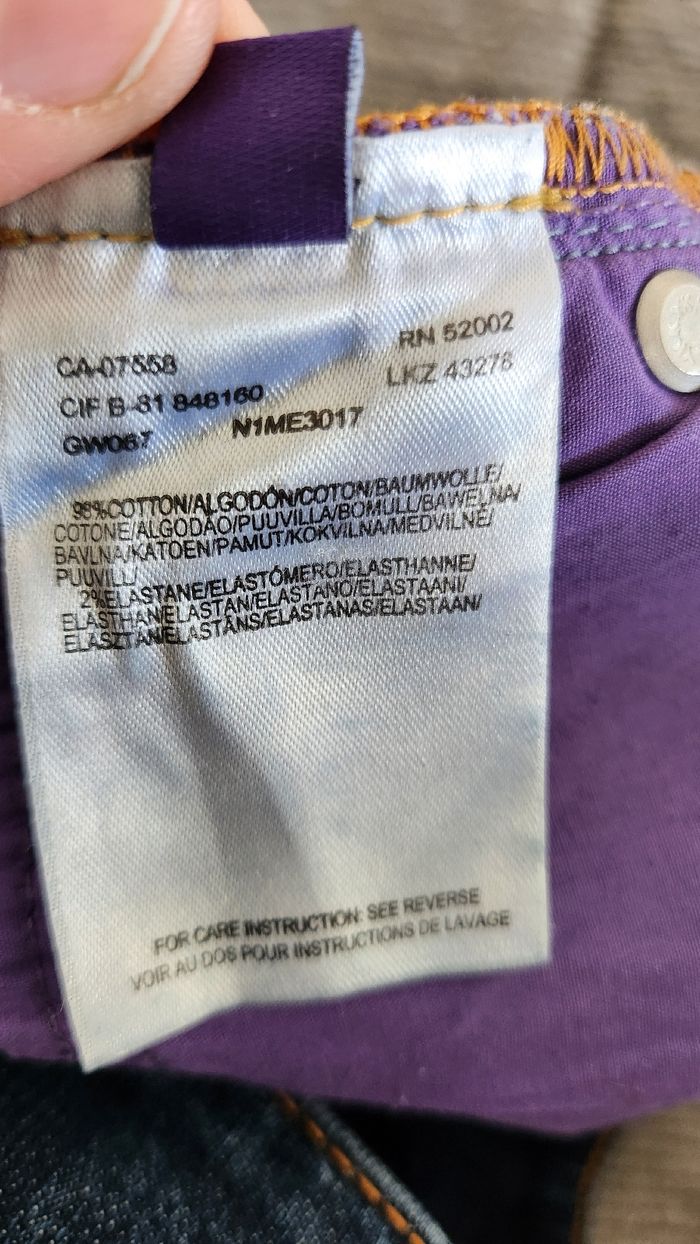 CA-07558
RN 52002
CIF B-81 848160
LKZ 43278
GW067
N1ME3017
98%COTTON/ALGODÓN/COTON/BAUMWOLLE/
COTONE/ALGODÃO/PUUVILLA/BOMULL/BAWEŁNA/
BAVLNA/KATOEN/PAMUT/KOKVILNA/MEDVILNĖ/
PUUVILL/
2%ELASTANE/ELASTÓMERO/ELASTHANNE/
ELASTHAN/ELASTAN/ELASTANO/ELASTAANI/
ELASZTÁN/ELASTĀNS/ELASTANAS/ELASTAAN/
FOR CARE INSTRUCTION: SEE REVERSE
VOIR AU DOS POUR INSTRUCTIONS DE LAVAGE